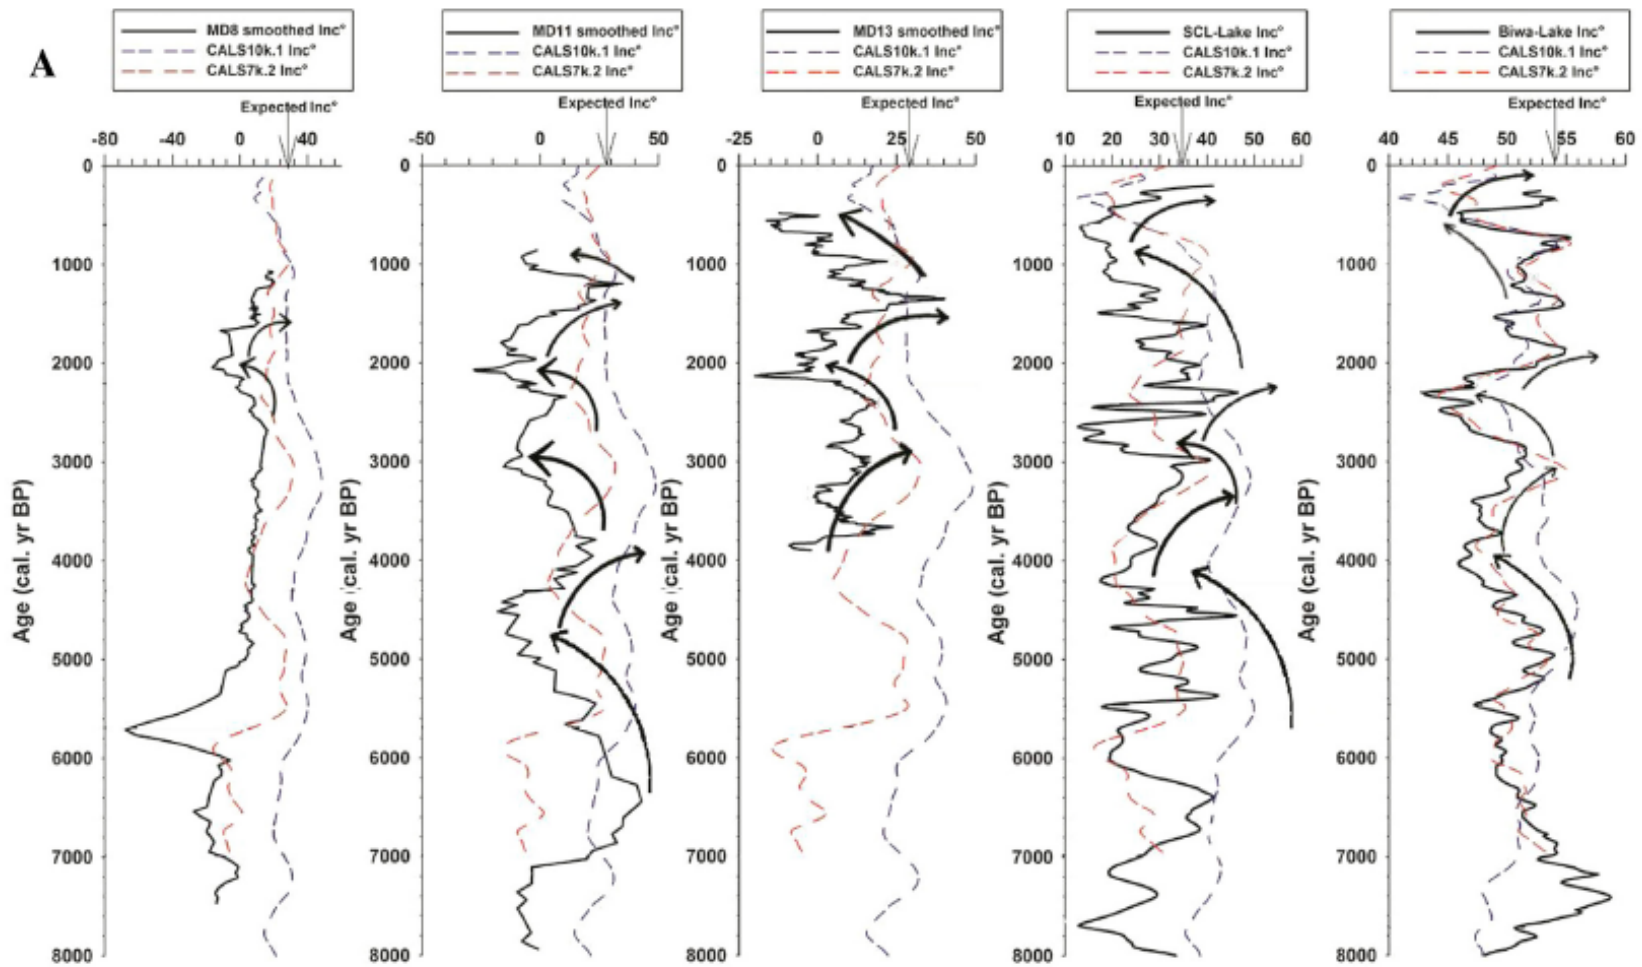 A
MD8 smoothed Inc°
CALS10k.1 Inc°
CALS7k.2 Inc°
Expected Inc°
-80 -40 0 40
0
1000
2000
3000
4000
5000
6000
7000
8000
Age (cal. yr BP)
MD11 smoothed Inc°
CALS10k.1 Inc°
CALS7k.2 Inc°
Expected Inc°
-50 0 50
0
1000
2000
3000
4000
5000
6000
7000
8000
Age (cal. yr BP)
MD13 smoothed Inc°
CALS10k.1 Inc°
CALS7k.2 Inc°
Expected Inc°
-25 0 25 50
0
1000
2000
3000
4000
5000
6000
7000
8000
Age (cal. yr BP)
SCL-Lake Inc°
CALS10k.1 Inc°
CALS7k.2 Inc°
Expected Inc°
10 20 30 40 50 60
0
1000
2000
3000
4000
5000
6000
7000
8000
Age (cal. yr BP)
Biwa-Lake Inc°
CALS10k.1 Inc°
CALS7k.2 Inc°
Expected Inc°
40 45 50 55 60
0
1000
2000
3000
4000
5000
6000
7000
8000
Age (cal. yr BP)